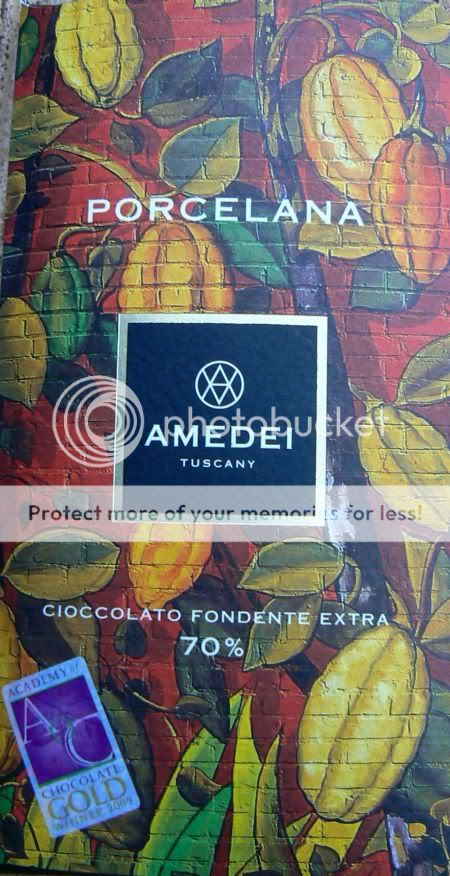 PORCELANA
AMEDEI
TUSCANY
photobucket
Protect more of your memories for less!
CIOCCOLATO FONDENTE EXTRA
70%
ACADEMY of
CHOCOLATE
GOLD
WINNER 2009